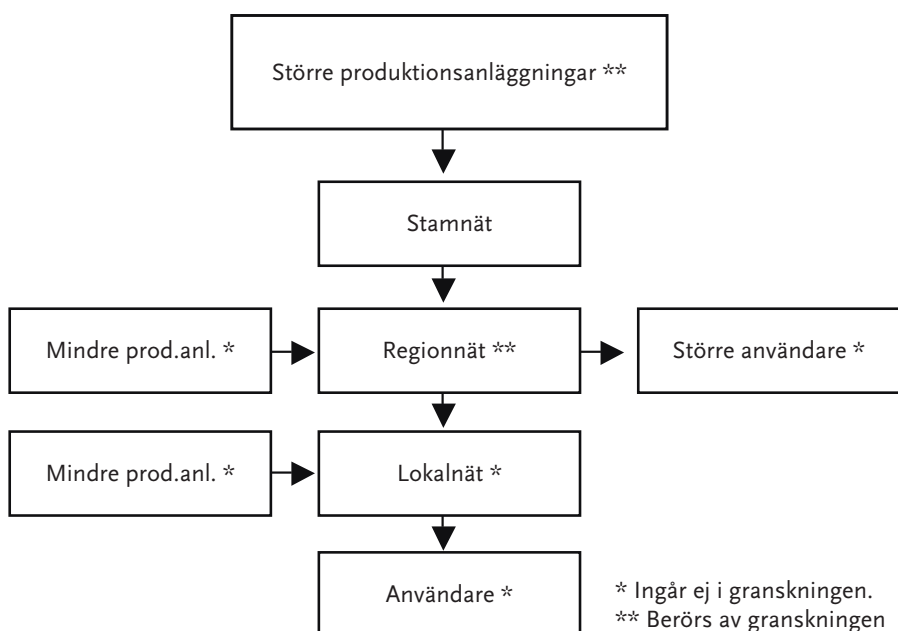 Större produktionsanläggningar **
Stamnät
Mindre prod.anl. *
Regionnät **
Större användare *
Mindre prod.anl. *
Lokalnät *
Användare *
* Ingår ej i granskningen.
** Berörs av granskningen